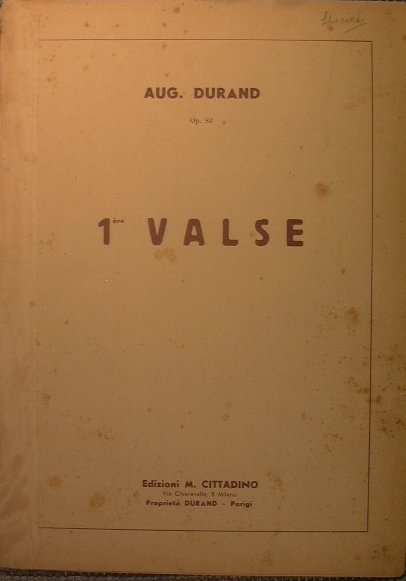 AUG. DURAND
Op. 83
1ère VALSE
Edizioni M. CITTADINO
Via Chiaravalle, 8 Milano
Proprietà DURAND - Parigi